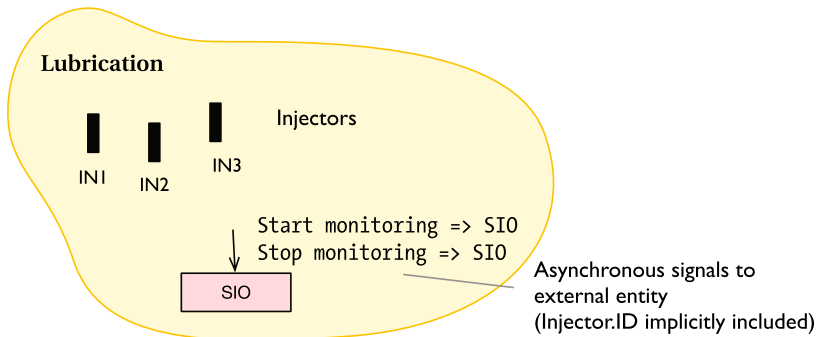 Lubrication
Injectors
IN1
IN2
IN3
Start monitoring => SIO
Stop monitoring => SIO
SIO
Asynchronous signals to
external entity
(Injector.ID implicitly included)